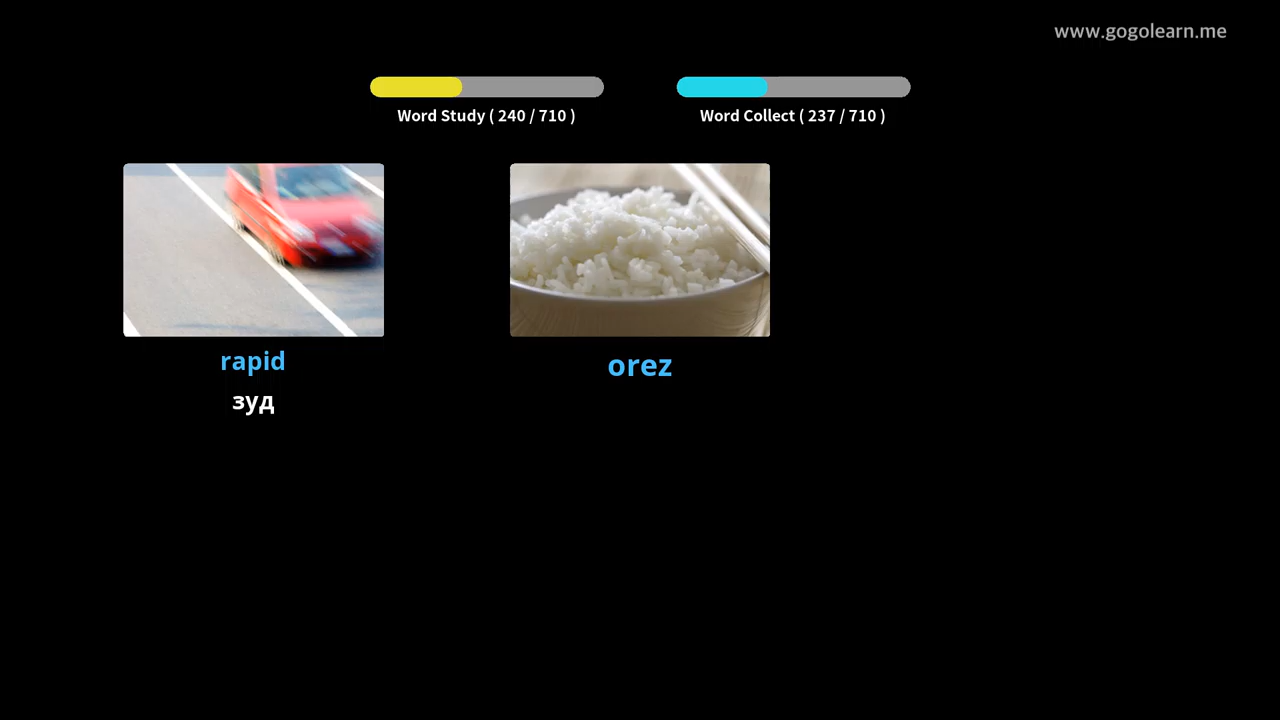 www.gogolearn.me
Word Study ( 240 / 710 )
Word Collect ( 237 / 710 )
rapid
зуд
orez